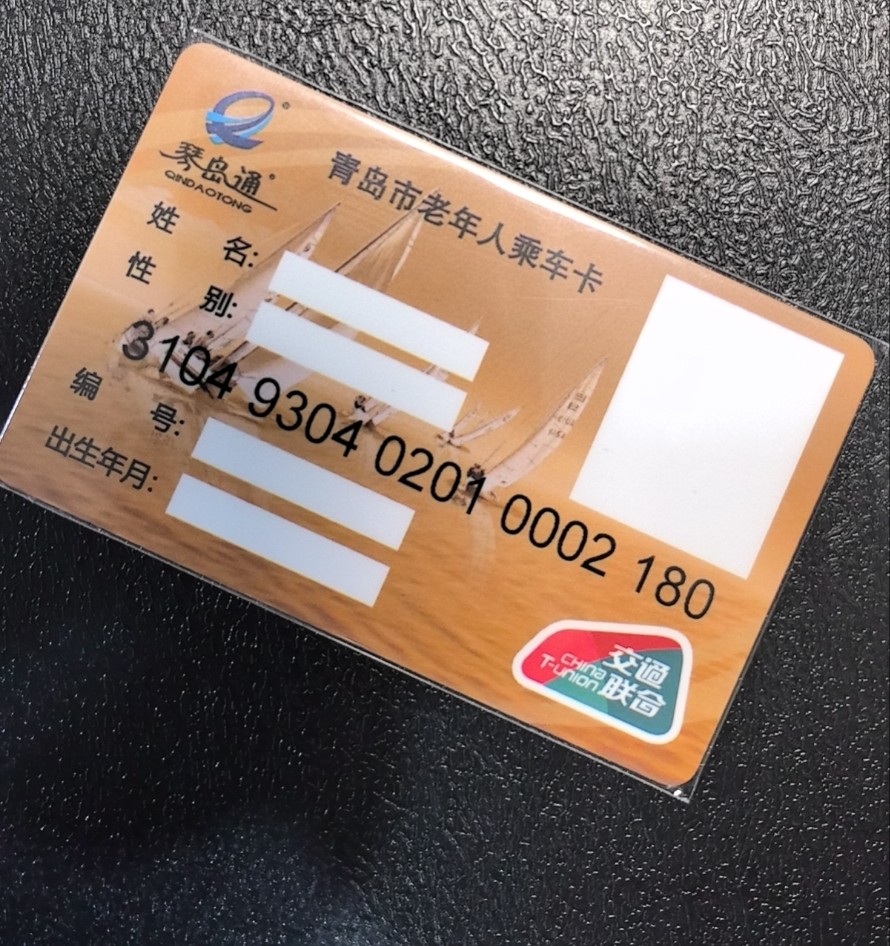 琴岛通®
QINDAOTONG
青岛市老年人乘车卡
姓名:
性别:
3104 9304 0201 0002 180
编号:
出生年月:
交通
联合
China
T-union